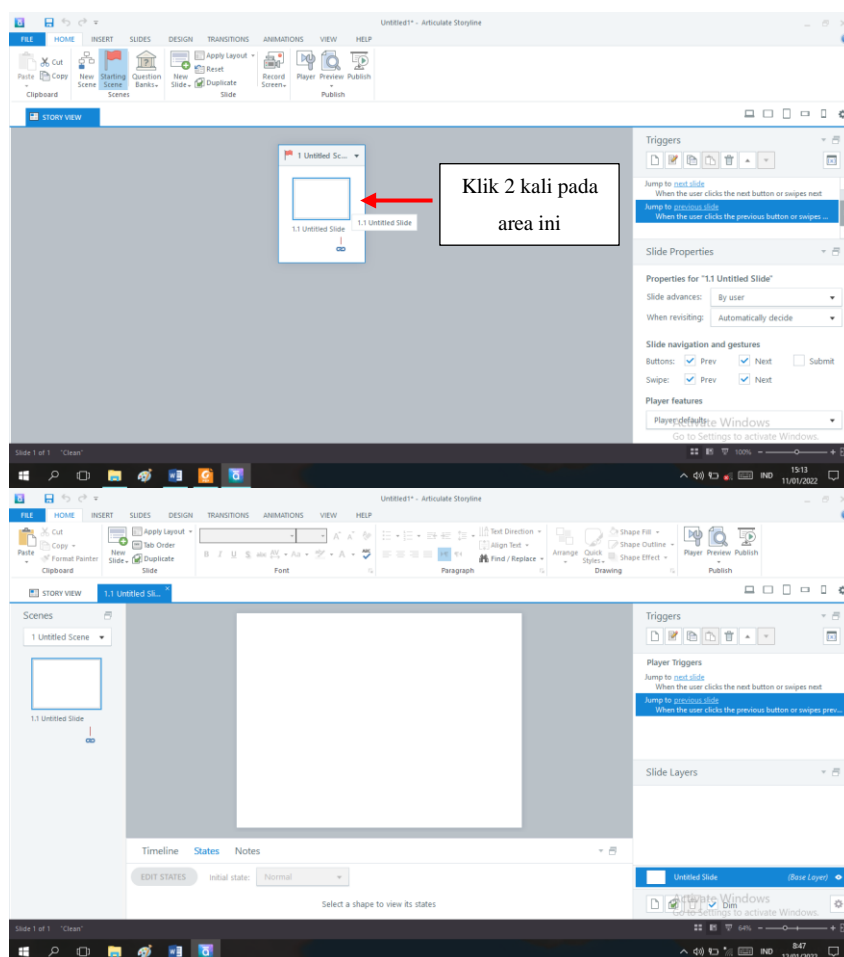 Untitled1* - Articulate Storyline
FILE HOME INSERT SLIDES DESIGN TRANSITIONS ANIMATIONS VIEW HELP
Cut
Copy
Paste
New Scene
Starting Scene
Question Banks
New Slide
Apply Layout
Reset
Duplicate
Record Screen
Player Preview Publish
Clipboard Scenes Slide Publish
STORY VIEW
1 Untitled Sc...
1.1 Untitled Slide
1.1 Untitled Slide
Klik 2 kali pada
area ini
Triggers
Jump to next slide
When the user clicks the next button or swipes next
Jump to previous slide
When the user clicks the previous button or swipes ...
Slide Properties
Properties for "1.1 Untitled Slide"
Slide advances: By user
When revisiting: Automatically decide
Slide navigation and gestures
Buttons: Prev Next Submit
Swipe: Prev Next
Player features
Player defaults
Activate Windows
Go to Settings to activate Windows.
Slide 1 of 1 "Clean" 100%
IND 15:13
11/01/2022
Untitled1* - Articulate Storyline
FILE HOME INSERT SLIDES DESIGN TRANSITIONS ANIMATIONS VIEW HELP
Cut
Copy
Format Painter
Paste
New Slide
Apply Layout
Tab Order
Duplicate
B I U S abc AV Aa A
Text Direction
Align Text
Find / Replace
Arrange
Quick Styles
Shape Fill
Shape Outline
Shape Effect
Player Preview Publish
Clipboard Slide Font Paragraph Drawing Publish
STORY VIEW 1.1 Untitled Sli...
Scenes
1 Untitled Scene
1.1 Untitled Slide
Triggers
Player Triggers
Jump to next slide
When the user clicks the next button or swipes next
Jump to previous slide
When the user clicks the previous button or swipes prev...
Slide Layers
Timeline States Notes
EDIT STATES Initial state: Normal
Select a shape to view its states
Untitled Slide (Base Layer)
Dim
Activate Windows
Go to Settings to activate Windows.
Slide 1 of 1 "Clean" 64%
IND 8:47
12/01/2022